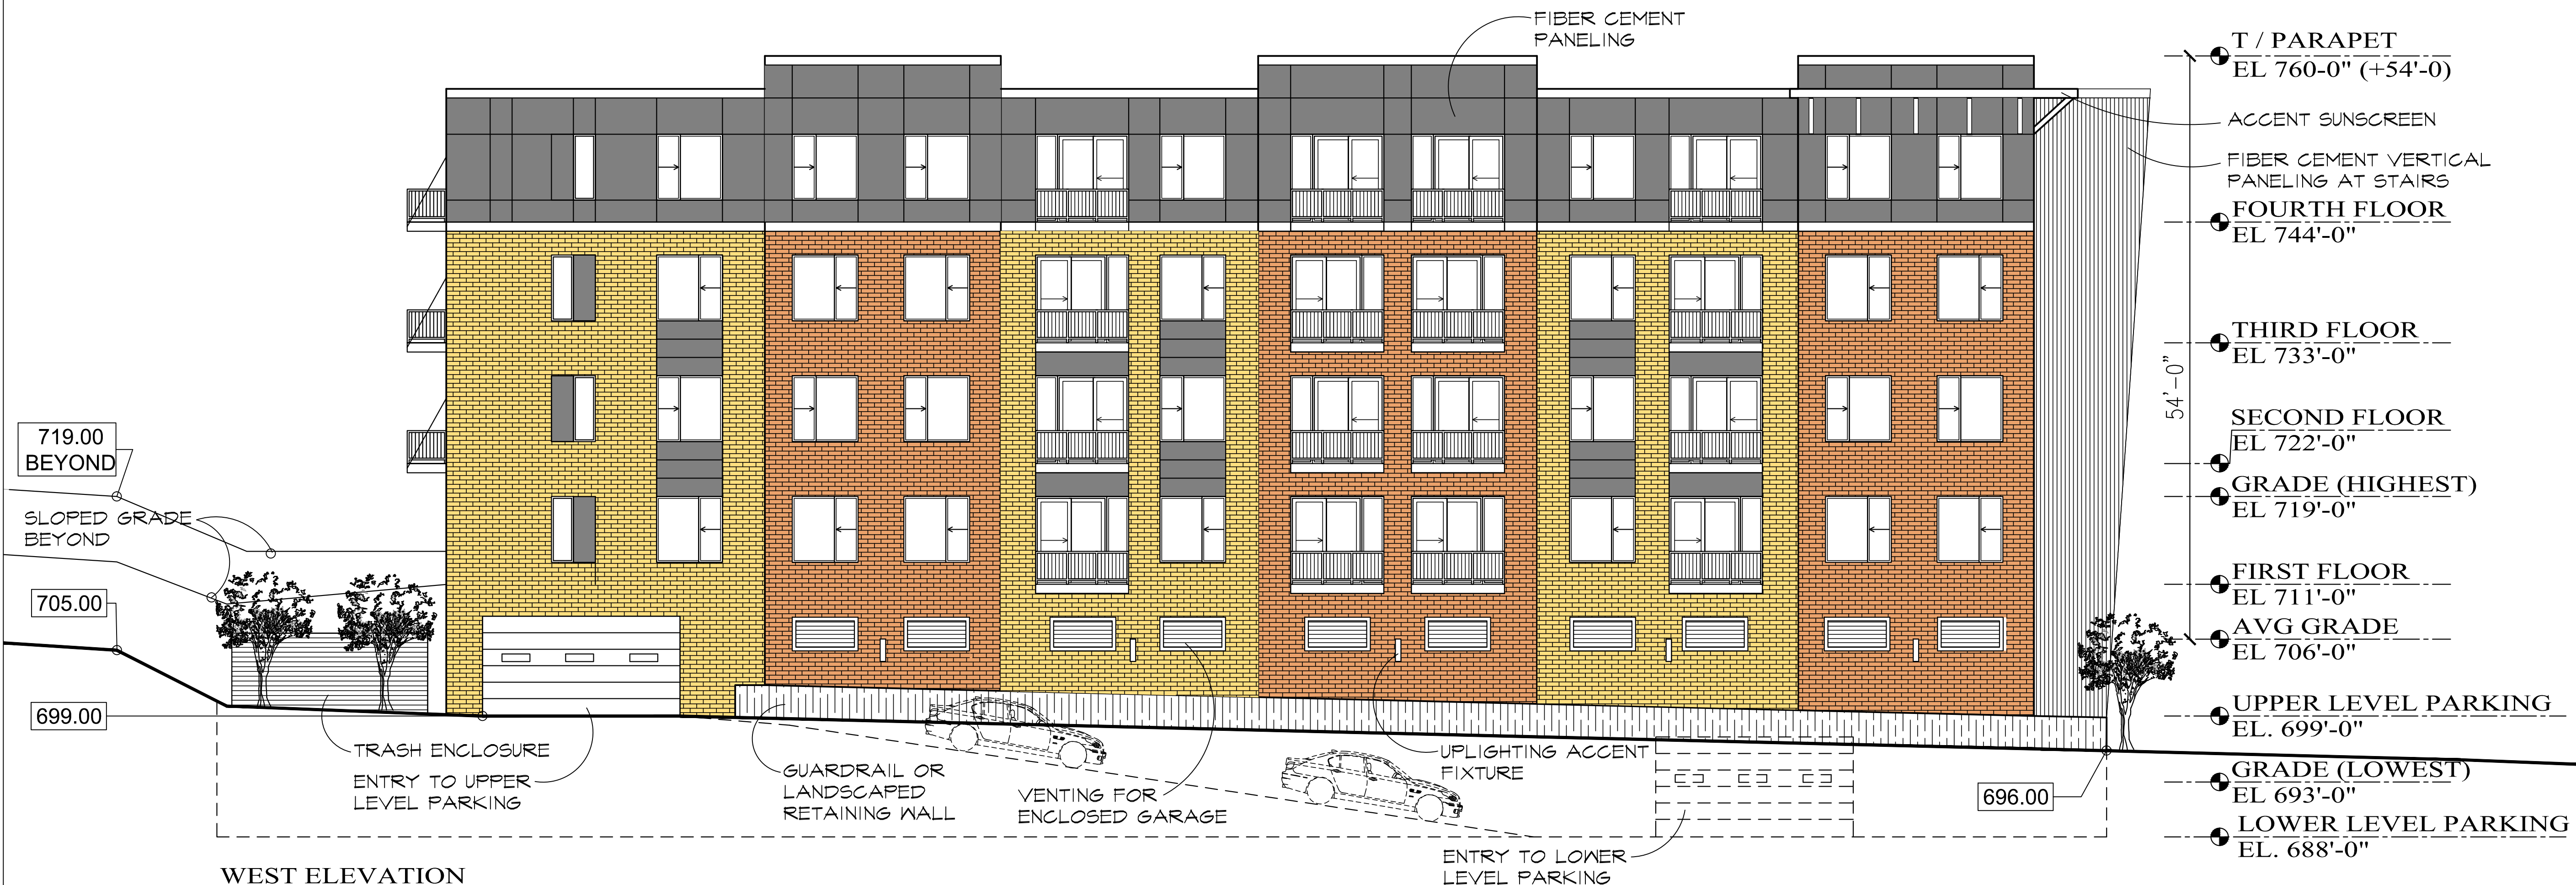 FIBER CEMENT
PANELING
T / PARAPET
EL 760-0" (+54'-0)
ACCENT SUNSCREEN
FIBER CEMENT VERTICAL
PANELING AT STAIRS
FOURTH FLOOR
EL 744'-0"
THIRD FLOOR
EL 733'-0"
54'-0"
SECOND FLOOR
EL 722'-0"
GRADE (HIGHEST)
EL 719'-0"
FIRST FLOOR
EL 711'-0"
AVG GRADE
EL 706'-0"
UPPER LEVEL PARKING
EL. 699'-0"
GRADE (LOWEST)
EL 693'-0"
LOWER LEVEL PARKING
EL. 688'-0"
719.00
BEYOND
SLOPED GRADE
BEYOND
705.00
699.00
TRASH ENCLOSURE
ENTRY TO UPPER
LEVEL PARKING
GUARDRAIL OR
LANDSCAPED
RETAINING WALL
VENTING FOR
ENCLOSED GARAGE
UPLIGHTING ACCENT
FIXTURE
696.00
ENTRY TO LOWER
LEVEL PARKING
WEST ELEVATION